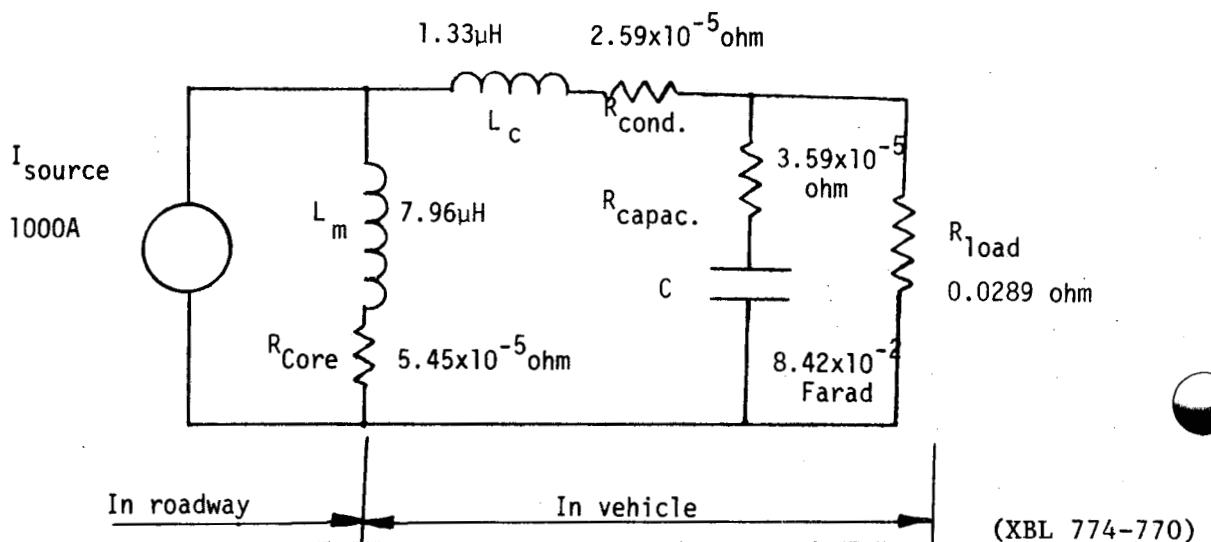 1.33μH 2.59x10⁻⁵ohm
L_c R_cond.
I_source
1000A
L_m 7.96μH
R_Core 5.45x10⁻⁵ohm
3.59x10⁻⁵
ohm
R_capac.
C
8.42x10⁻²
Farad
R_load
0.0289 ohm
In roadway In vehicle
(XBL 774-770)